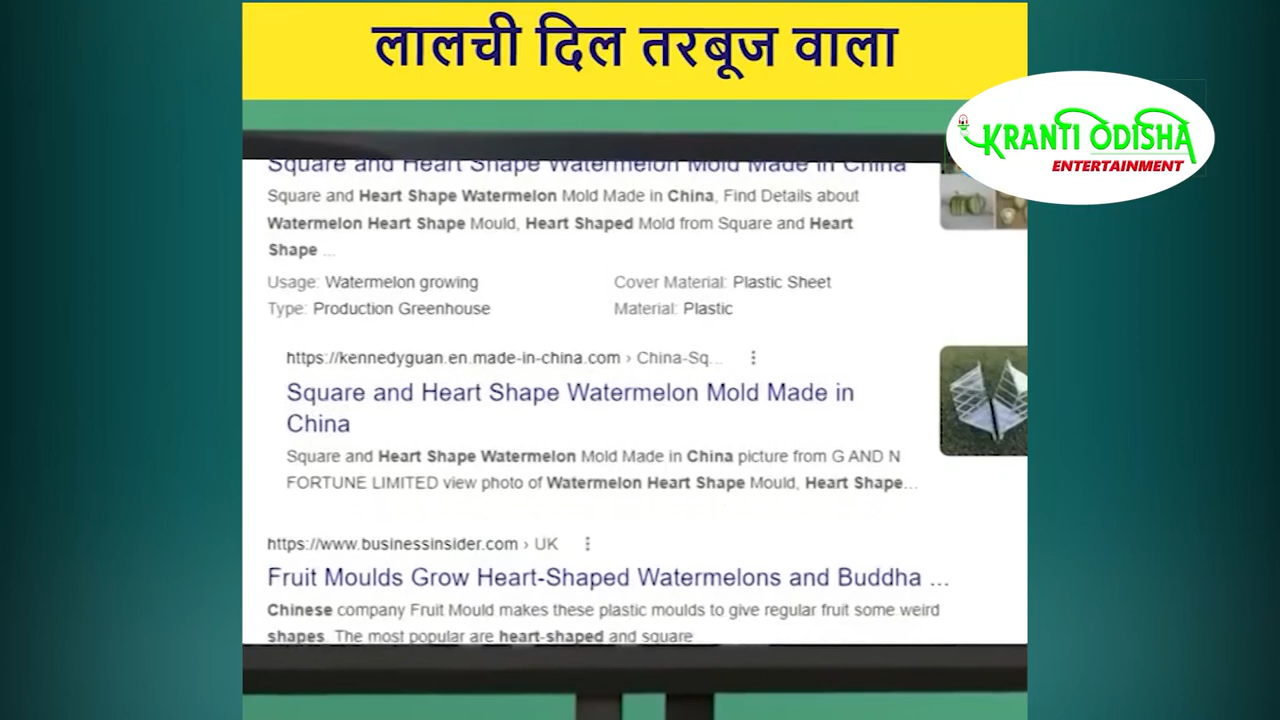 लालची दिल तरबूज वाला
KRANTI ODISHA
ENTERTAINMENT
Square and Heart Shape Watermelon Mold Made in China
Square and Heart Shape Watermelon Mold Made in China, Find Details about
Watermelon Heart Shape Mould, Heart Shaped Mold from Square and Heart
Shape ...
Usage: Watermelon growing Cover Material: Plastic Sheet
Type: Production Greenhouse Material: Plastic
https://kennedyguan.en.made-in-china.com › China-Sq...
Square and Heart Shape Watermelon Mold Made in
China
Square and Heart Shape Watermelon Mold Made in China picture from G AND N
FORTUNE LIMITED view photo of Watermelon Heart Shape Mould, Heart Shape...
https://www.businessinsider.com › UK
Fruit Moulds Grow Heart-Shaped Watermelons and Buddha ...
Chinese company Fruit Mould makes these plastic moulds to give regular fruit some weird
shapes. The most popular are heart-shaped and square